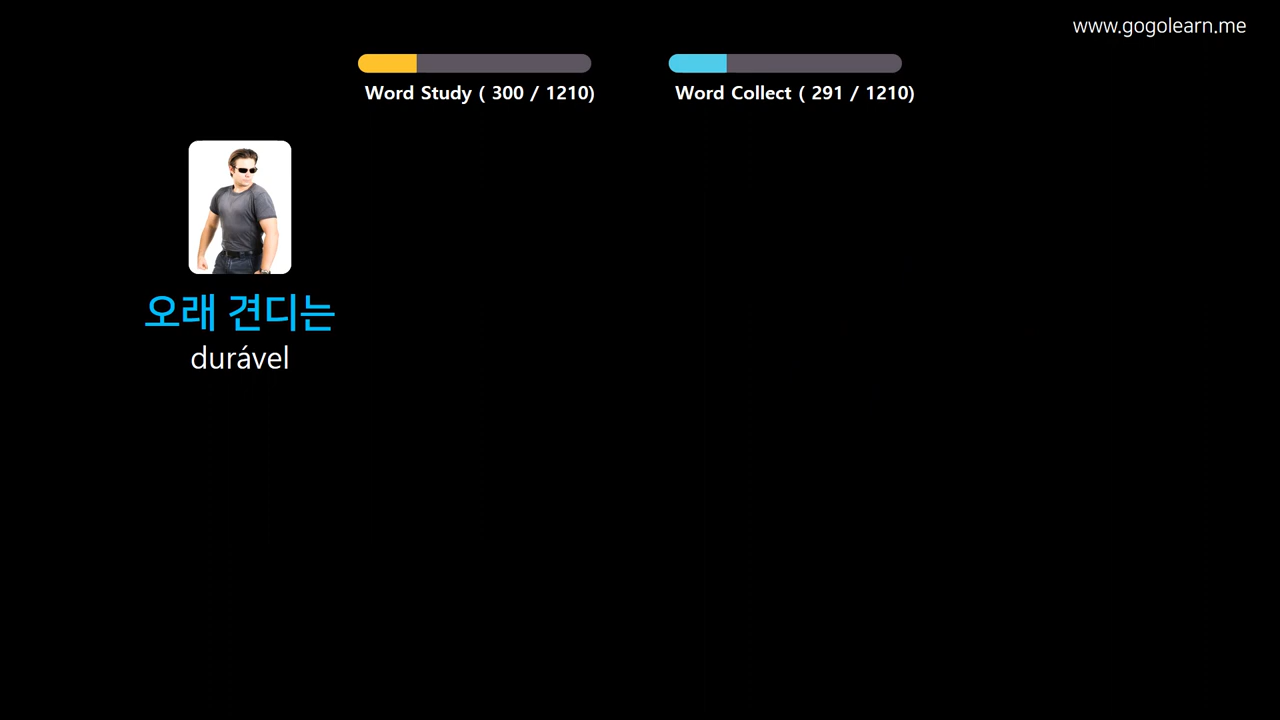 www.gogolearn.me
Word Study ( 300 / 1210)
Word Collect ( 291 / 1210)
오래 견디는
durável